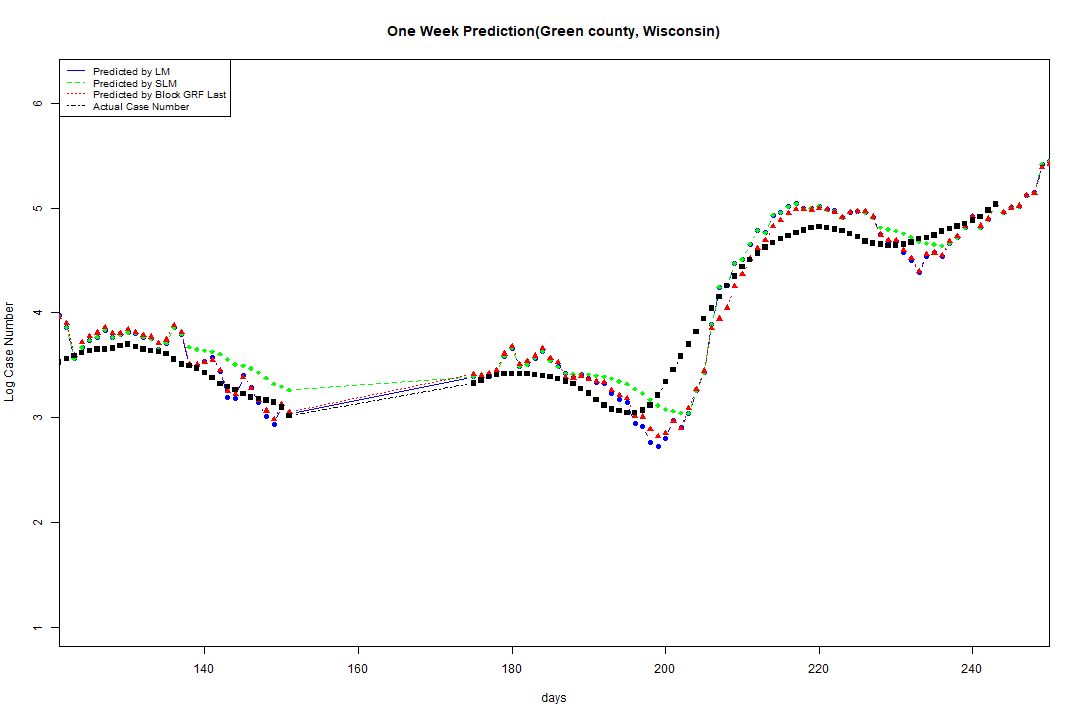 One Week Prediction(Green county, Wisconsin)
Predicted by LM
Predicted by SLM
Predicted by Block GRF Last
Actual Case Number
6
5
4
3
2
1
Log Case Number
140 160 180 200 220 240
days